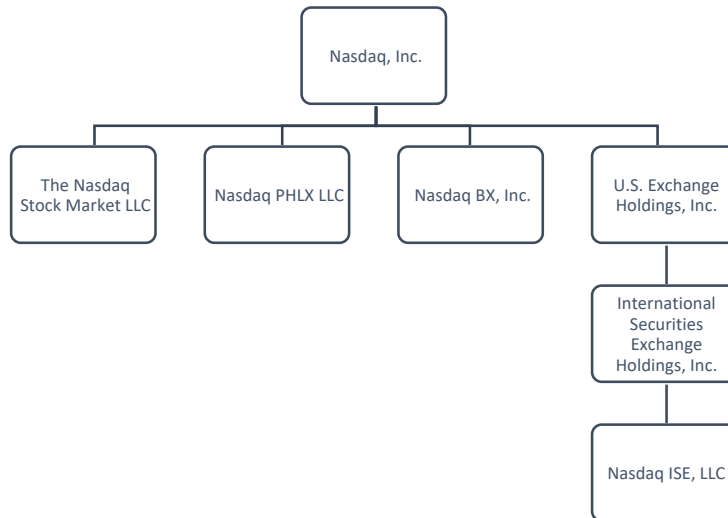 Nasdaq, Inc.
The Nasdaq
Stock Market LLC
Nasdaq PHLX LLC
Nasdaq BX, Inc.
U.S. Exchange
Holdings, Inc.
International
Securities
Exchange
Holdings, Inc.
Nasdaq ISE, LLC